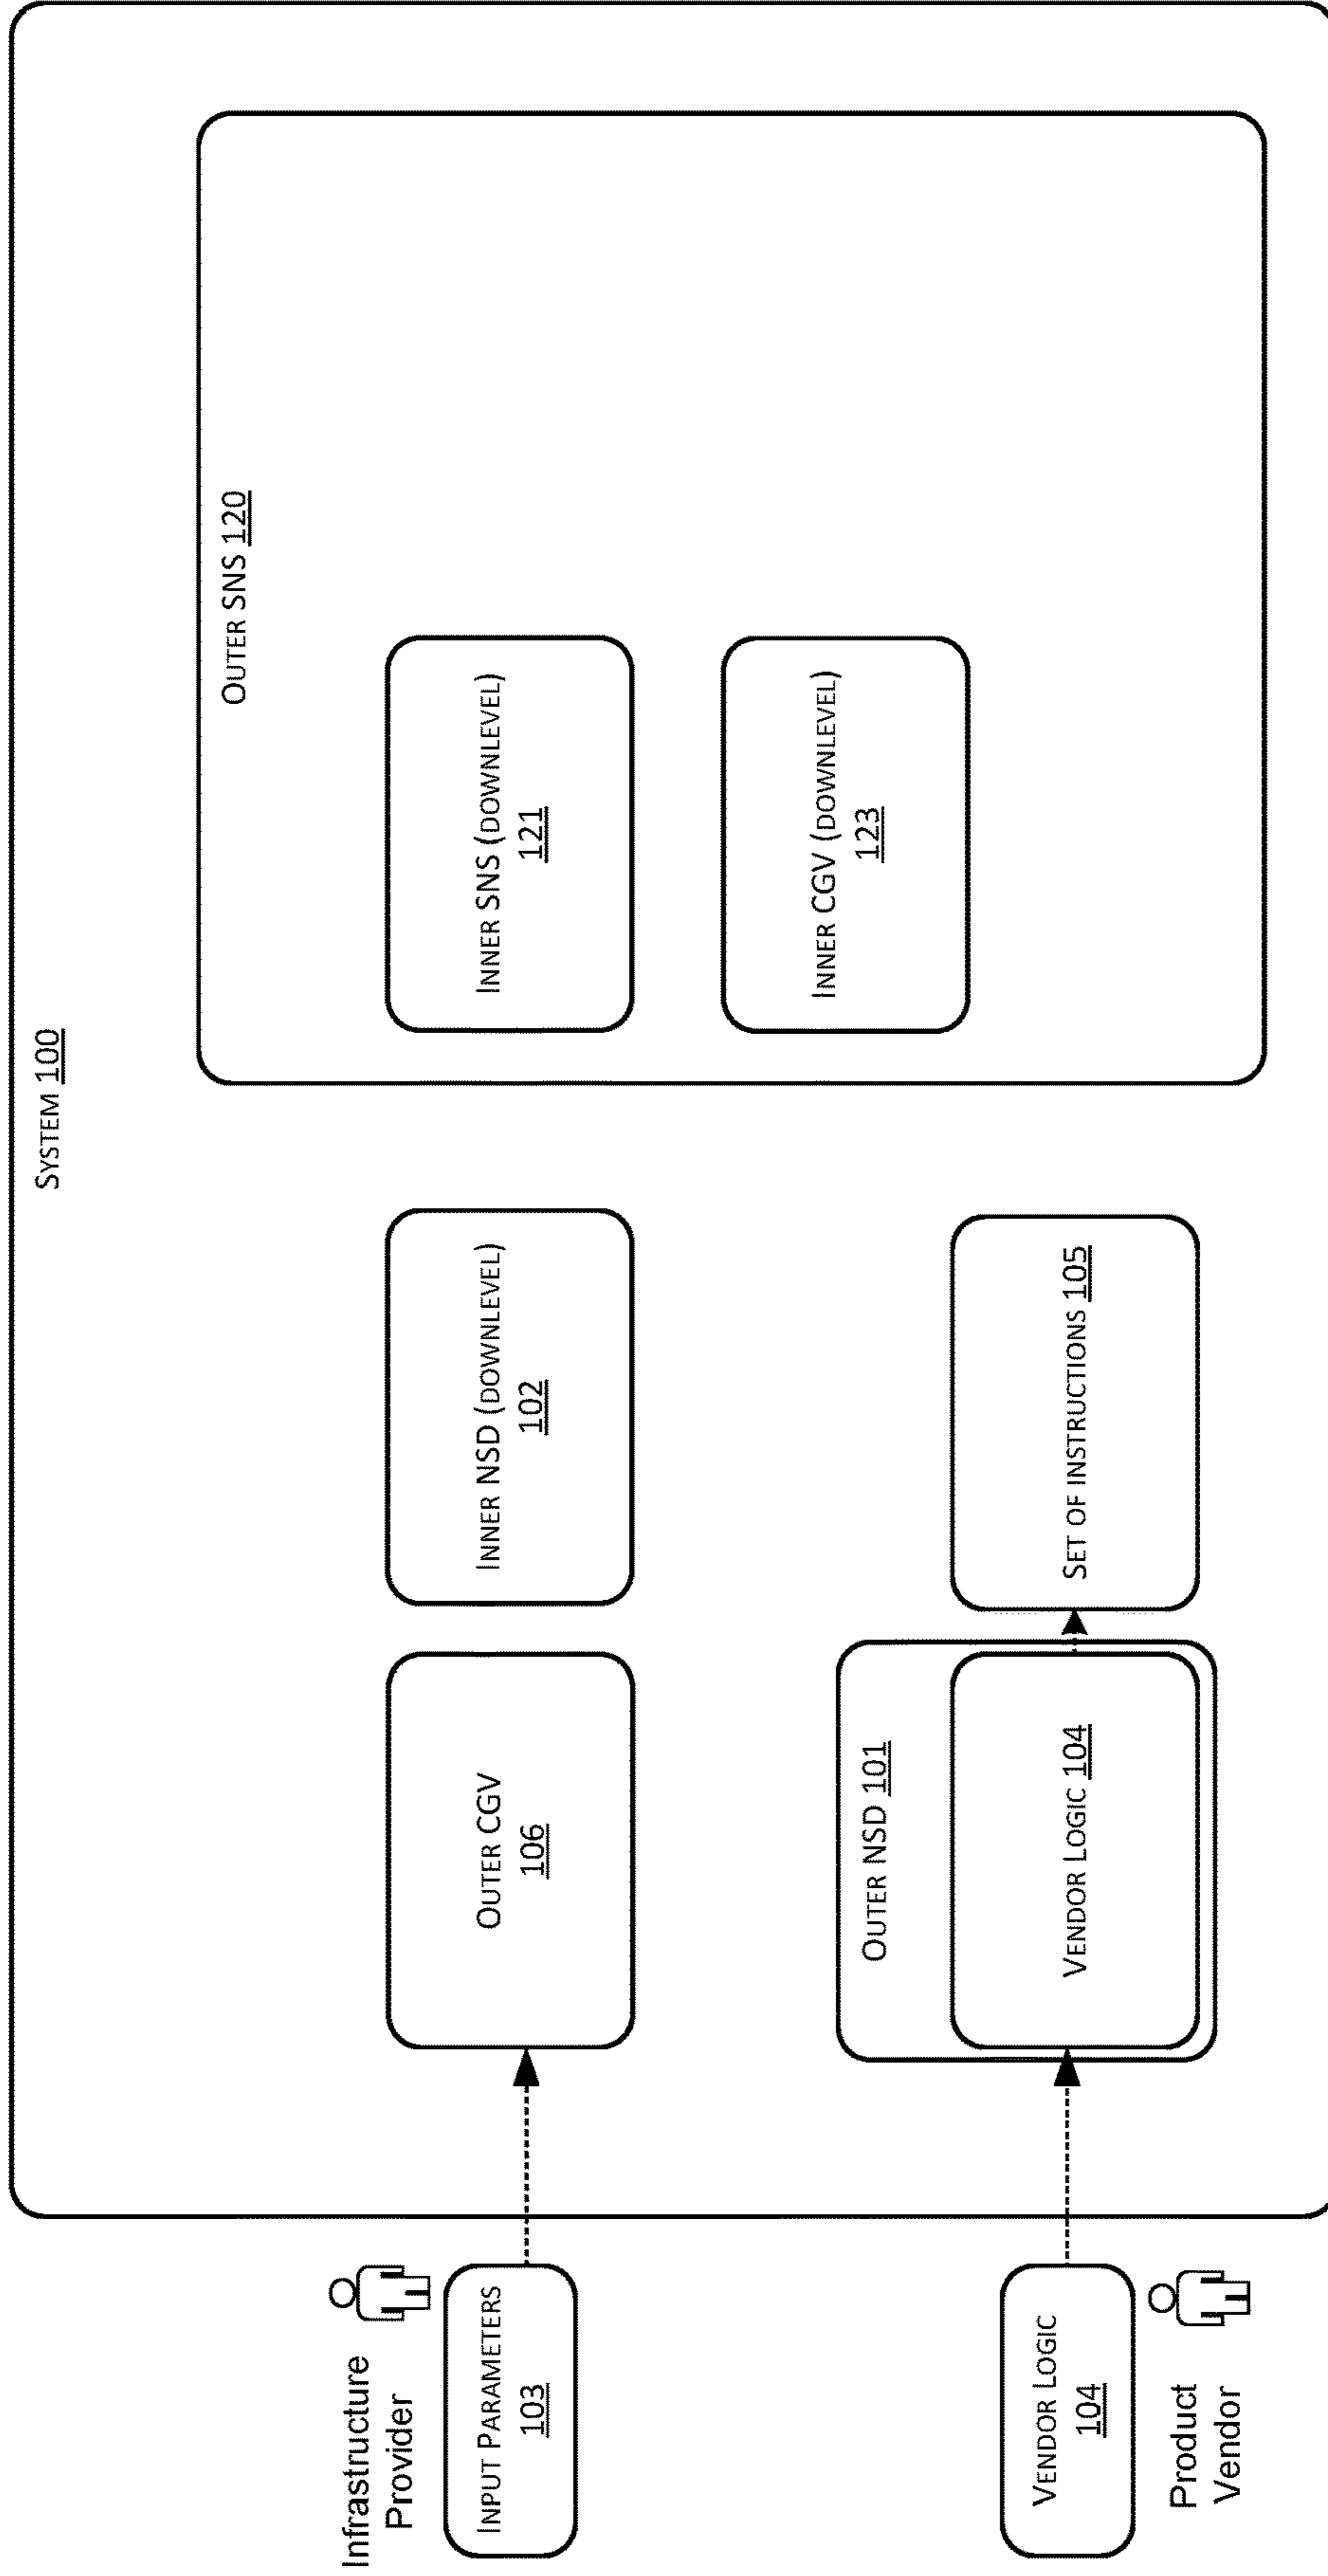 SYSTEM 100
Infrastructure
Provider
INPUT PARAMETERS
103
OUTER CGV
106
INNER NSD (DOWNLEVEL)
102
OUTER SNS 120
INNER SNS (DOWNLEVEL)
121
INNER CGV (DOWNLEVEL)
123
VENDOR LOGIC
104
Product
Vendor
OUTER NSD 101
VENDOR LOGIC 104
SET OF INSTRUCTIONS 105